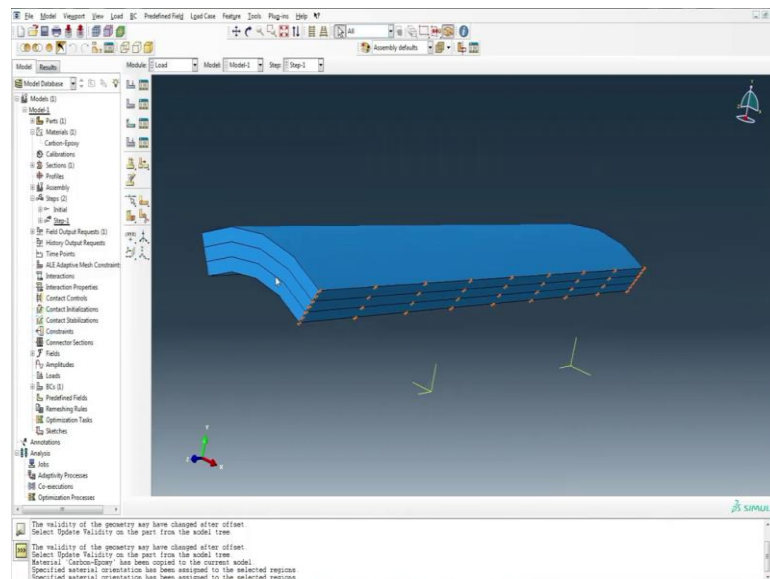 File Model Viewport View Load BC Predefined Field Load Case Feature Tools Plug-ins Help
All
Assembly defaults
Model Results Module: Load Model: Model-1 Step: Step-1
Model Database
Models (1)
Model-1
Parts (1)
Materials (1)
Carbon-Epoxy
Calibrations
Sections (1)
Profiles
Assembly
Steps (2)
Initial
Step-1
Field Output Requests (1)
History Output Requests
Time Points
ALE Adaptive Mesh Constraint
Interactions
Interaction Properties
Contact Controls
Contact Initializations
Contact Stabilizations
Constraints
Connector Sections
Fields
Amplitudes
Loads
BCs (1)
Predefined Fields
Remeshing Rules
Optimization Tasks
Sketches
Annotations
Analysis
Jobs
Adaptivity Processes
Co-executions
Optimization Processes
SIMUL
The validity of the geometry may have changed after offset
Select Update Validity on the part from the model tree
The validity of the geometry may have changed after offset
Select Update Validity on the part from the model tree
Material 'Carbon-Epoxy' has been copied to the current model
Specified material orientation has been assigned to the selected regions
Specified material orientation has been assigned to the selected regions